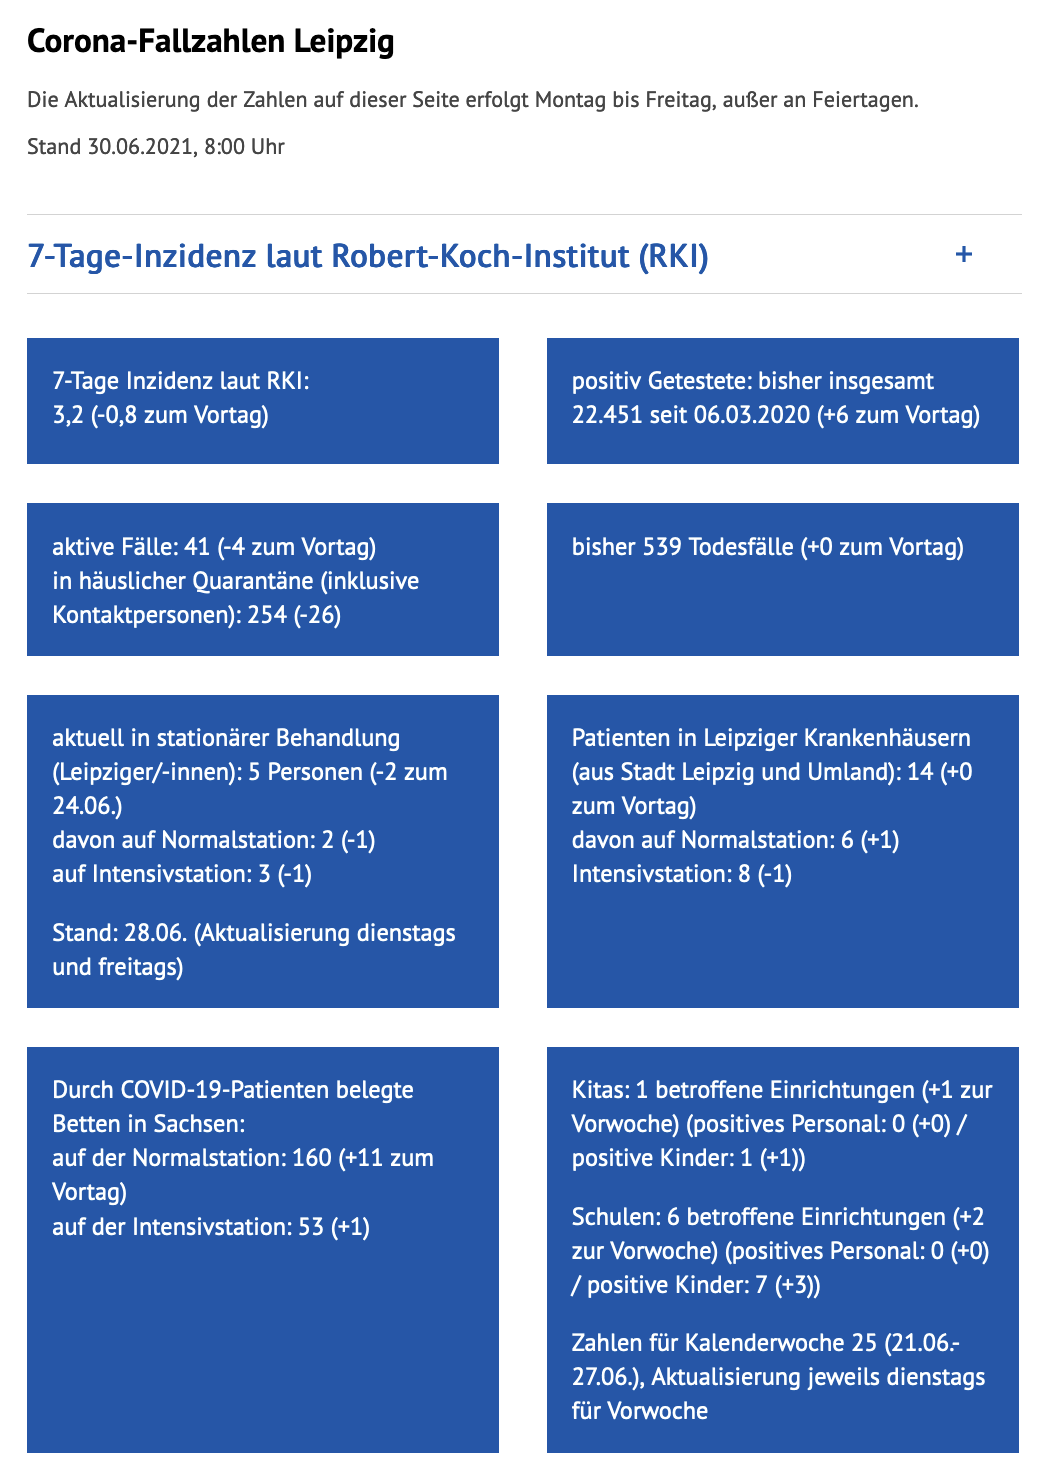 Corona-Fallzahlen Leipzig
Die Aktualisierung der Zahlen auf dieser Seite erfolgt Montag bis Freitag, außer an Feiertagen.
Stand 30.06.2021, 8:00 Uhr
7-Tage-Inzidenz laut Robert-Koch-Institut (RKI) +
7-Tage Inzidenz laut RKI:
3,2 (-0,8 zum Vortag)
positiv Getestete: bisher insgesamt
22.451 seit 06.03.2020 (+6 zum Vortag)
aktive Fälle: 41 (-4 zum Vortag)
in häuslicher Quarantäne (inklusive
Kontaktpersonen): 254 (-26)
bisher 539 Todesfälle (+0 zum Vortag)
aktuell in stationärer Behandlung
(Leipziger/-innen): 5 Personen (-2 zum
24.06.)
davon auf Normalstation: 2 (-1)
auf Intensivstation: 3 (-1)
Stand: 28.06. (Aktualisierung dienstags
und freitags)
Patienten in Leipziger Krankenhäusern
(aus Stadt Leipzig und Umland): 14 (+0
zum Vortag)
davon auf Normalstation: 6 (+1)
Intensivstation: 8 (-1)
Durch COVID-19-Patienten belegte
Betten in Sachsen:
auf der Normalstation: 160 (+11 zum
Vortag)
auf der Intensivstation: 53 (+1)
Kitas: 1 betroffene Einrichtungen (+1 zur
Vorwoche) (positives Personal: 0 (+0) /
positive Kinder: 1 (+1))
Schulen: 6 betroffene Einrichtungen (+2
zur Vorwoche) (positives Personal: 0 (+0)
/ positive Kinder: 7 (+3))
Zahlen für Kalenderwoche 25 (21.06.-
27.06.), Aktualisierung jeweils dienstags
für Vorwoche